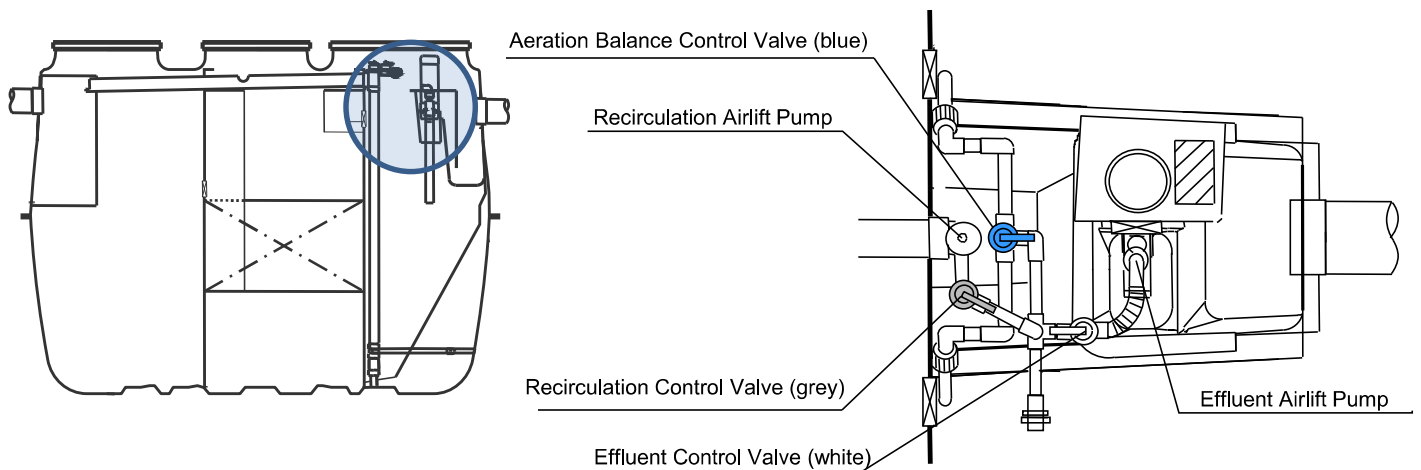 Aeration Balance Control Valve (blue)
Recirculation Airlift Pump
Recirculation Control Valve (grey)
Effluent Airlift Pump
Effluent Control Valve (white)